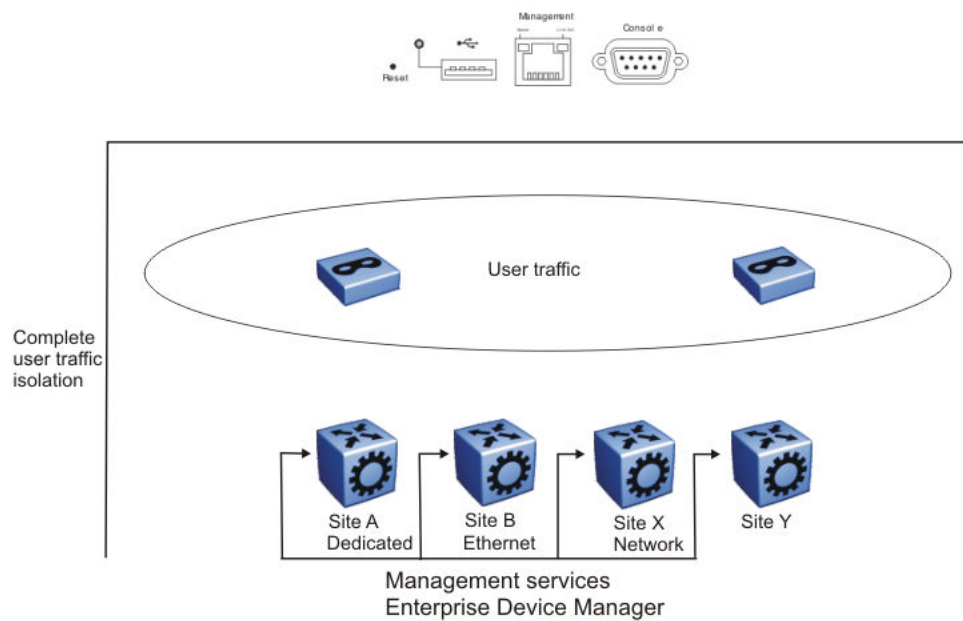 Management
Reset
Consol e
User traffic
Complete
user traffic
isolation
Site A
Dedicated
Site B
Ethernet
Site X
Network
Site Y
Management services
Enterprise Device Manager